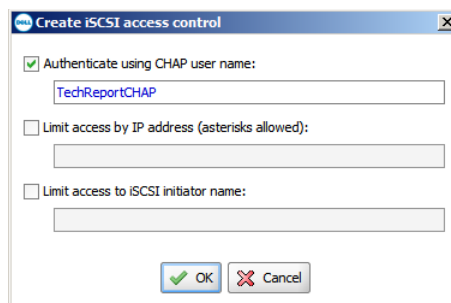 DELL Create iSCSI access control
Authenticate using CHAP user name:
TechReportCHAP
Limit access by IP address (asterisks allowed):
Limit access to iSCSI initiator name:
OK Cancel